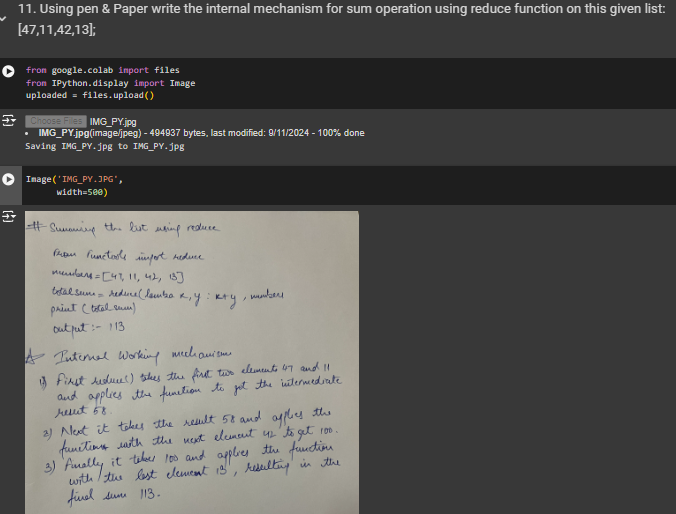 11. Using pen & Paper write the internal mechanism for sum operation using reduce function on this given list:
[47,11,42,13];
from google.colab import files
from IPython.display import Image
uploaded = files.upload()
Choose Files IMG_PY.jpg
• IMG_PY.jpg(image/jpeg) - 494937 bytes, last modified: 9/11/2024 - 100% done
Saving IMG_PY.jpg to IMG_PY.jpg
Image('IMG_PY.JPG',
width=500)
# Summing the list using reduce
From Functools import reduce
numbers = [47, 11, 42, 13]
total sum = reduce(lamba x, y : x+y , numbers
print (total sum)
output :- 113
Internal Working mechanism
1) First reduce() takes the first two elements 47 and 11
and applies the function to get the intermediate
result 58.
2) Next it takes the result 58 and applies the
function with the next element 42 to get 100.
3) Finally it takes 100 and applies the function
with the last element 13, resulting in the
final sum 113.